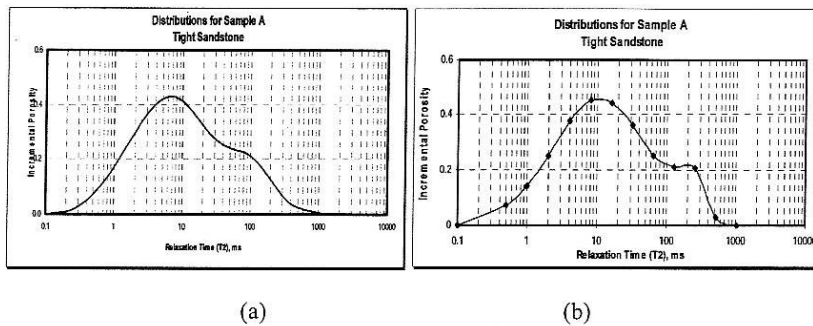 Distributions for Sample A
Tight Sandstone
0.6
0.4
0.2
0.0
Incremental Porosity
0.1
1
10
100
1000
10000
Relaxation Time (T2), ms
Distributions for Sample A
Tight Sandstone
0.6
0.4
0.2
0
Incremental Porosity
0.1
1
10
100
1000
10000
Relaxation Time (T2), ms
(a)
(b)